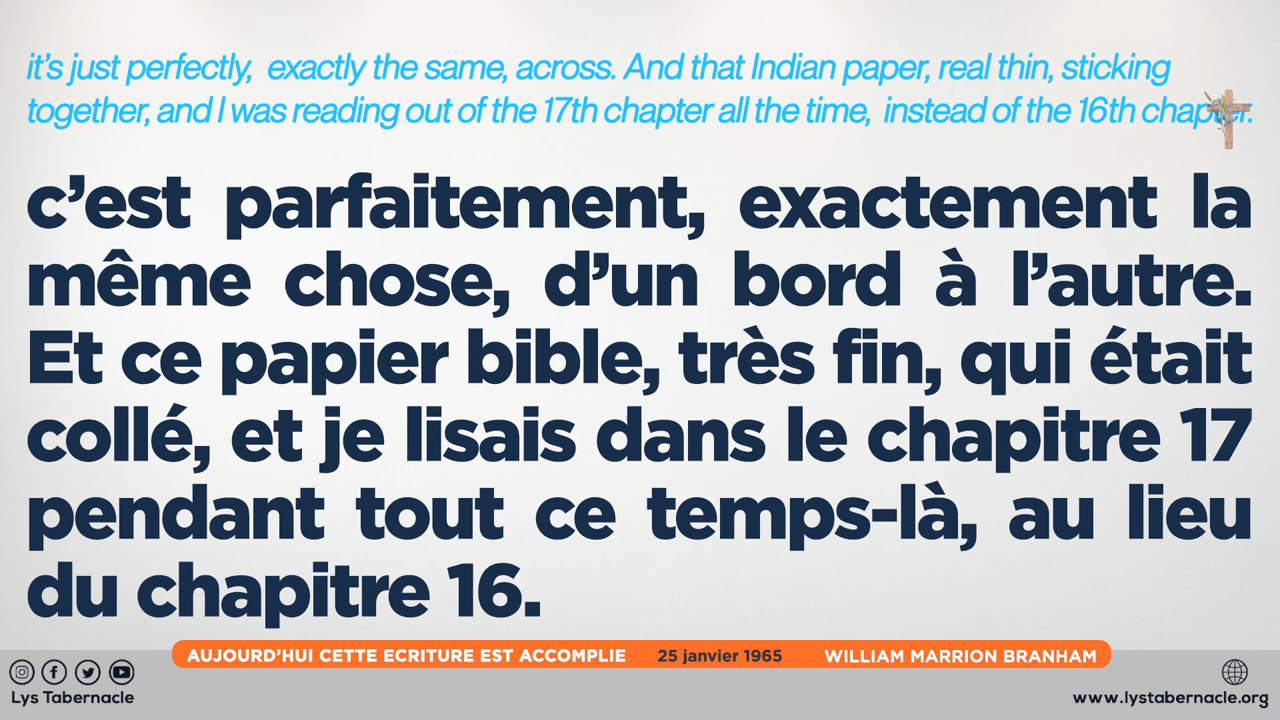 it's just perfectly, exactly the same, across. And that Indian paper, real thin, sticking
together, and I was reading out of the 17th chapter all the time, instead of the 16th chapter.
c'est parfaitement, exactement la
même chose, d'un bord à l'autre.
Et ce papier bible, très fin, qui était
collé, et je lisais dans le chapitre 17
pendant tout ce temps-là, au lieu
du chapitre 16.
AUJOURD'HUI CETTE ECRITURE EST ACCOMPLIE 25 janvier 1965 WILLIAM MARRION BRANHAM
Lys Tabernacle
www.lystabernacle.org